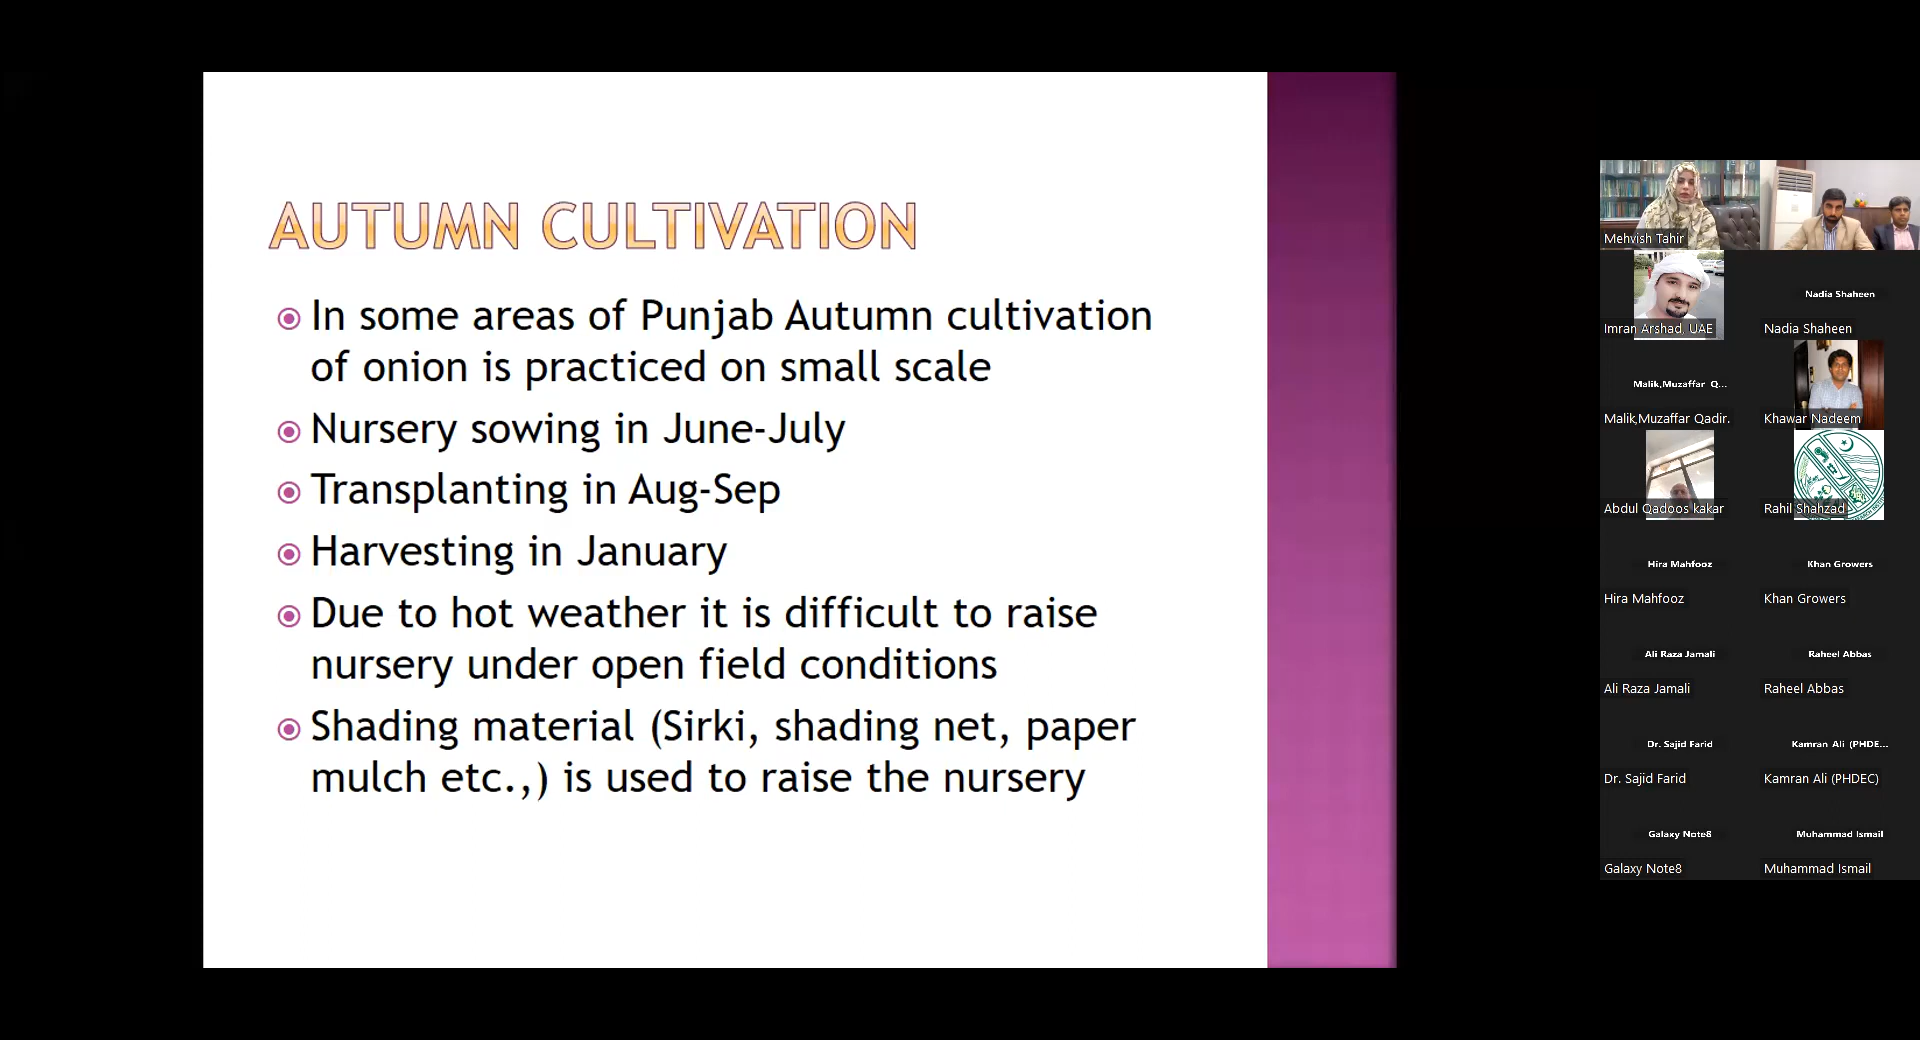 AUTUMN CULTIVATION
In some areas of Punjab Autumn cultivation
of onion is practiced on small scale
Nursery sowing in June-July
Transplanting in Aug-Sep
Harvesting in January
Due to hot weather it is difficult to raise
nursery under open field conditions
Shading material (Sirki, shading net, paper
mulch etc.,) is used to raise the nursery
Mehvish Tahir
Imran Arshad, UAE
Nadia Shaheen
Nadia Shaheen
Malik,Muzaffar Q...
Malik,Muzaffar Qadir.
Khawar Nadeem
Abdul Qadoos kakar
Rahil Shahzad
Hira Mahfooz
Khan Growers
Hira Mahfooz
Khan Growers
Ali Raza Jamali
Raheel Abbas
Ali Raza Jamali
Raheel Abbas
Dr. Sajid Farid
Kamran Ali (PHDE...
Dr. Sajid Farid
Kamran Ali (PHDEC)
Galaxy Note8
Muhammad Ismail
Galaxy Note8
Muhammad Ismail